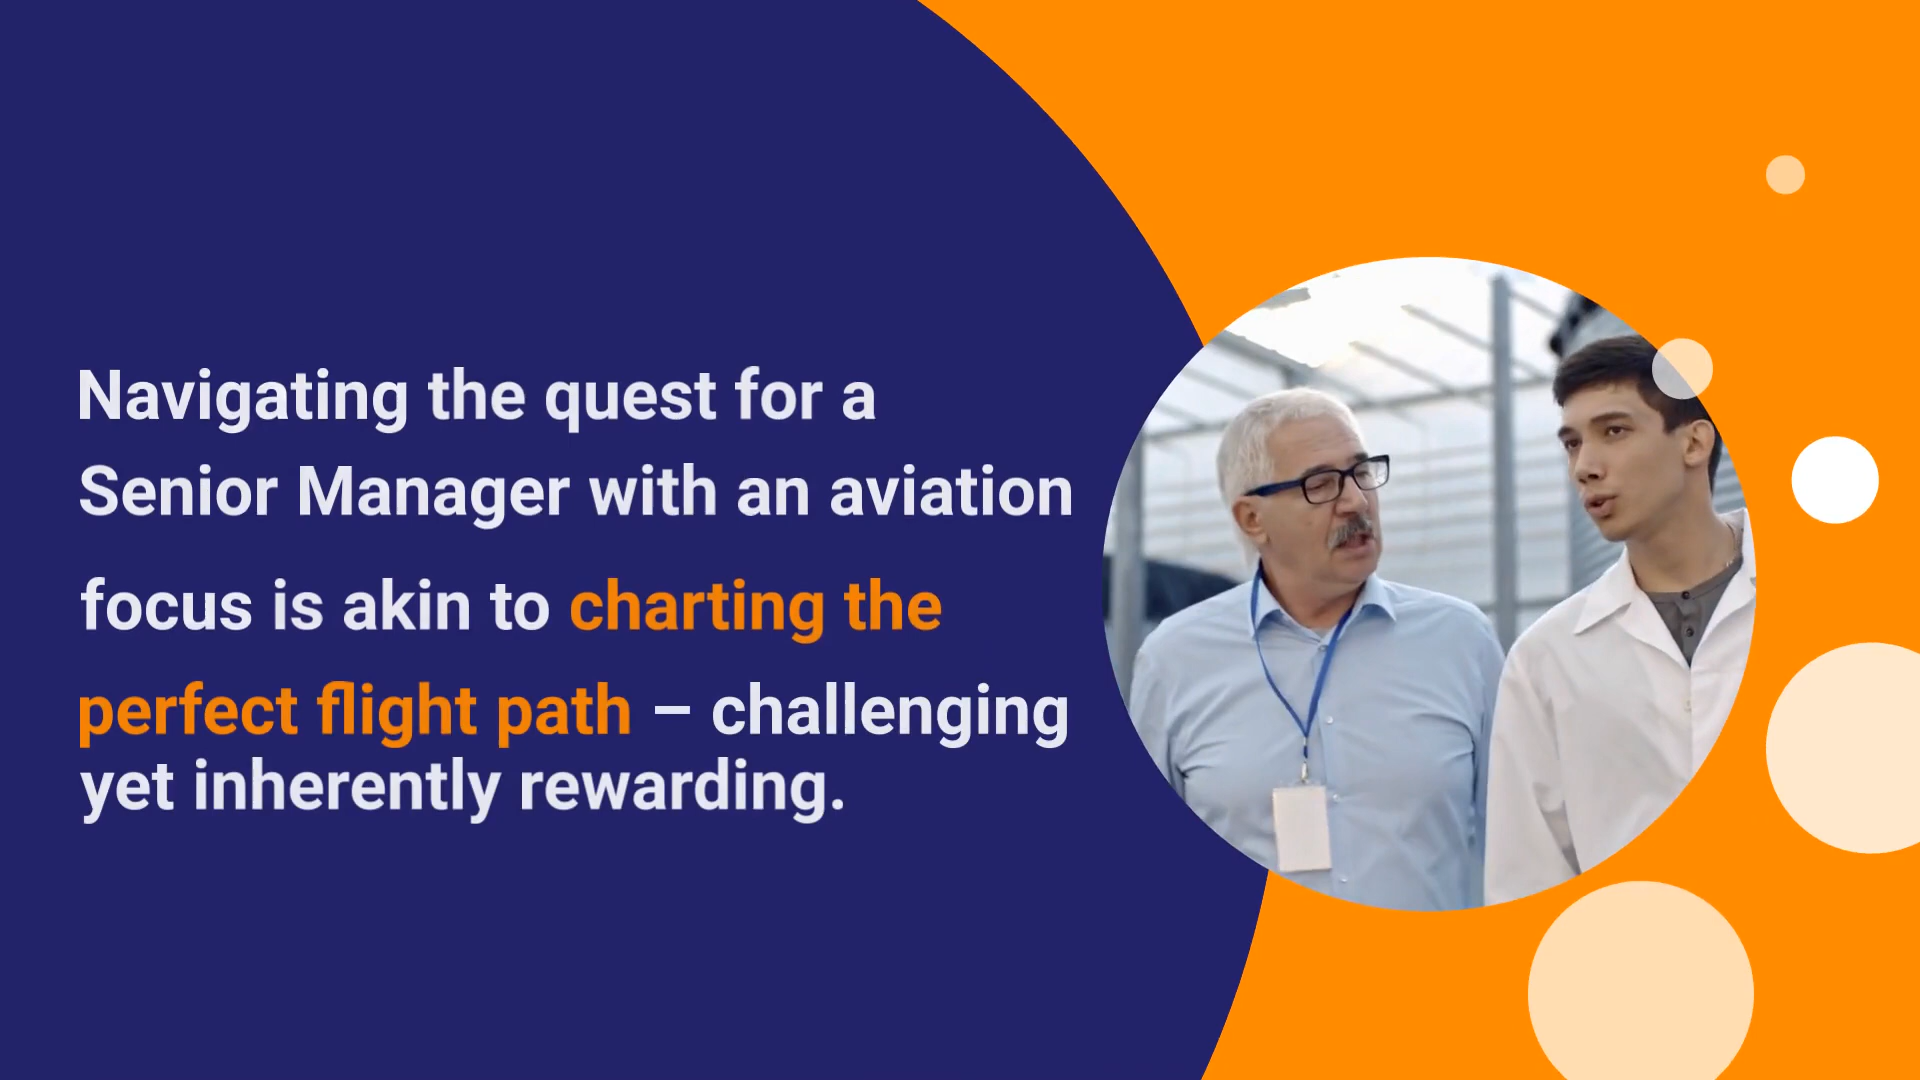 Navigating the quest for a
Senior Manager with an aviation
focus is akin to charting the
perfect flight path – challenging
yet inherently rewarding.